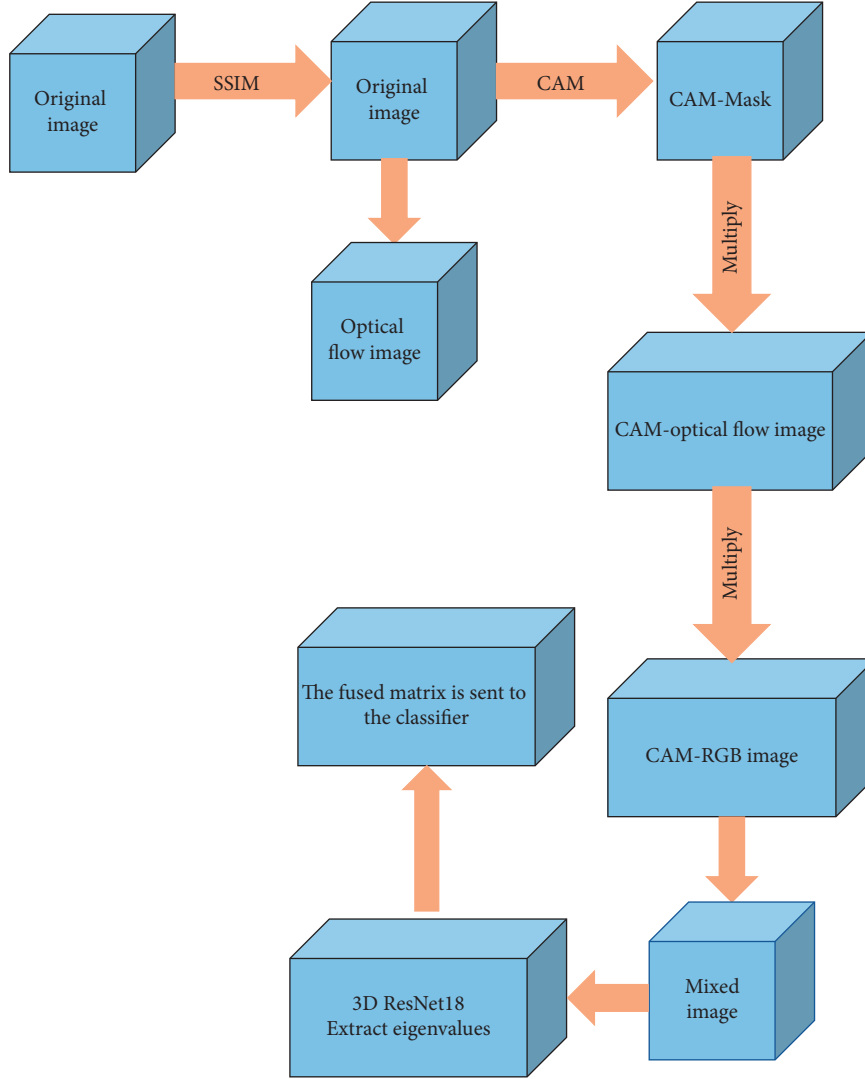 Original
image
SSIM
Original
image
CAM
CAM-Mask
Multiply
Optical
flow image
CAM-optical flow image
Multiply
The fused matrix is sent to
the classifier
CAM-RGB image
3D ResNet18
Extract eigenvalues
Mixed
image